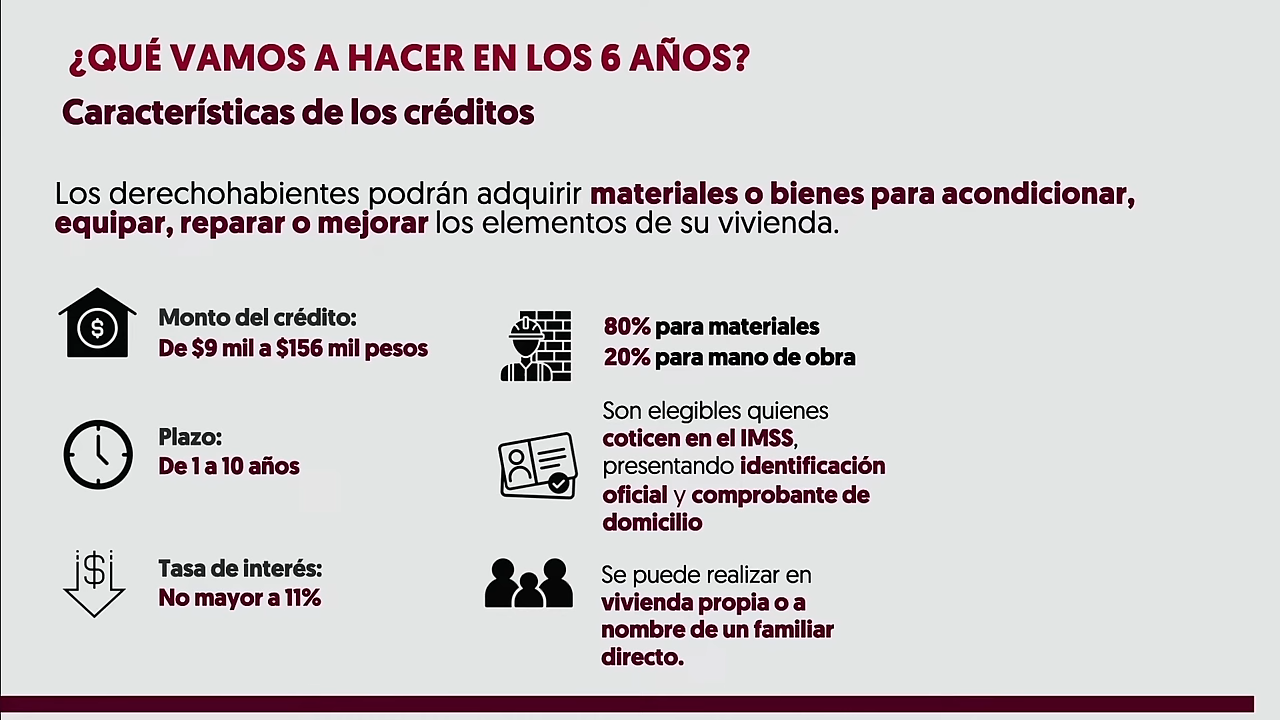 ¿QUÉ VAMOS A HACER EN LOS 6 AÑOS?
Características de los créditos
Los derechohabientes podrán adquirir materiales o bienes para acondicionar,
equipar, reparar o mejorar los elementos de su vivienda.
$
Monto del crédito:
De $9 mil a $156 mil pesos
Plazo:
De 1 a 10 años
$
Tasa de interés:
No mayor a 11%
80% para materiales
20% para mano de obra
Son elegibles quienes
coticen en el IMSS,
presentando identificación
oficial y comprobante de
domicilio
Se puede realizar en
vivienda propia o a
nombre de un familiar
directo.